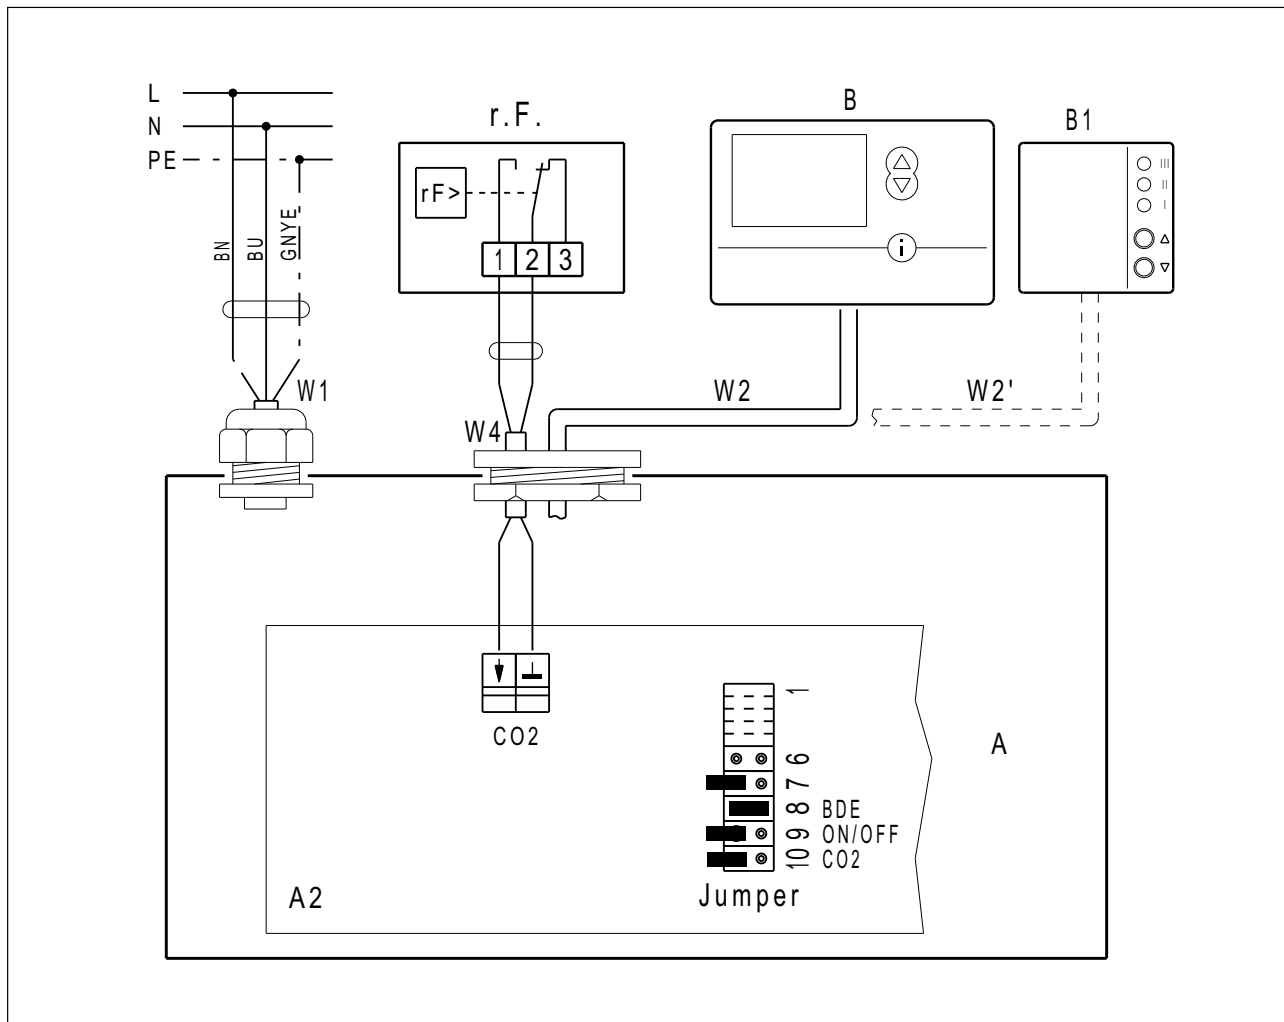 L
N
PE
BN
BU
GNYE
W1
r.F.
rF>
1 2 3
B
i
B1
III
II
I
W2
W2'
W4
CO2
1
6
7
8 BDE
9 ON/OFF
10 CO2
Jumper
A
A2